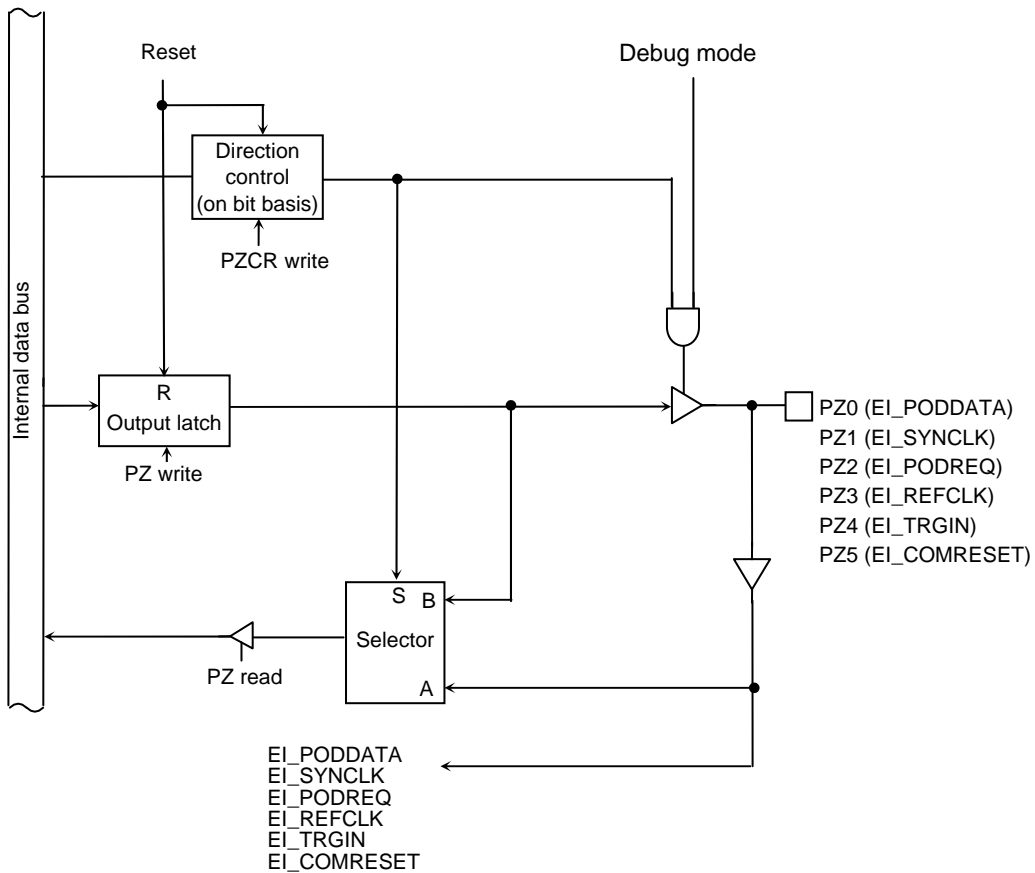 Reset
Debug mode
Direction
control
(on bit basis)
PZCR write
Internal data bus
R
Output latch
PZ write
PZ0 (EI_PODDATA)
PZ1 (EI_SYNCLK)
PZ2 (EI_PODREQ)
PZ3 (EI_REFCLK)
PZ4 (EI_TRGIN)
PZ5 (EI_COMRESET)
S
B
Selector
A
PZ read
EI_PODDATA
EI_SYNCLK
EI_PODREQ
EI_REFCLK
EI_TRGIN
EI_COMRESET